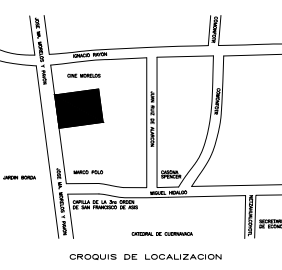 JOSE MA. MORELOS Y PAVON
COMONFORT
IGNACIO RAYON
CINE MORELOS
JUAN RUIZ DE ALARCON
COMONFORT
MARCO POLO
CASONA
SPENCER
JARDIN BORDA
JOSE MA. MORELOS Y PAVON
MIGUEL HIDALGO
CAPILLA DE LA 3ra ORDEN
DE SAN FRANCISCO DE ASIS
NETZAHUALCOYOTL
SECRETARI
DE ECONO
CATEDRAL DE CUERNAVACA
CROQUIS DE LOCALIZACION